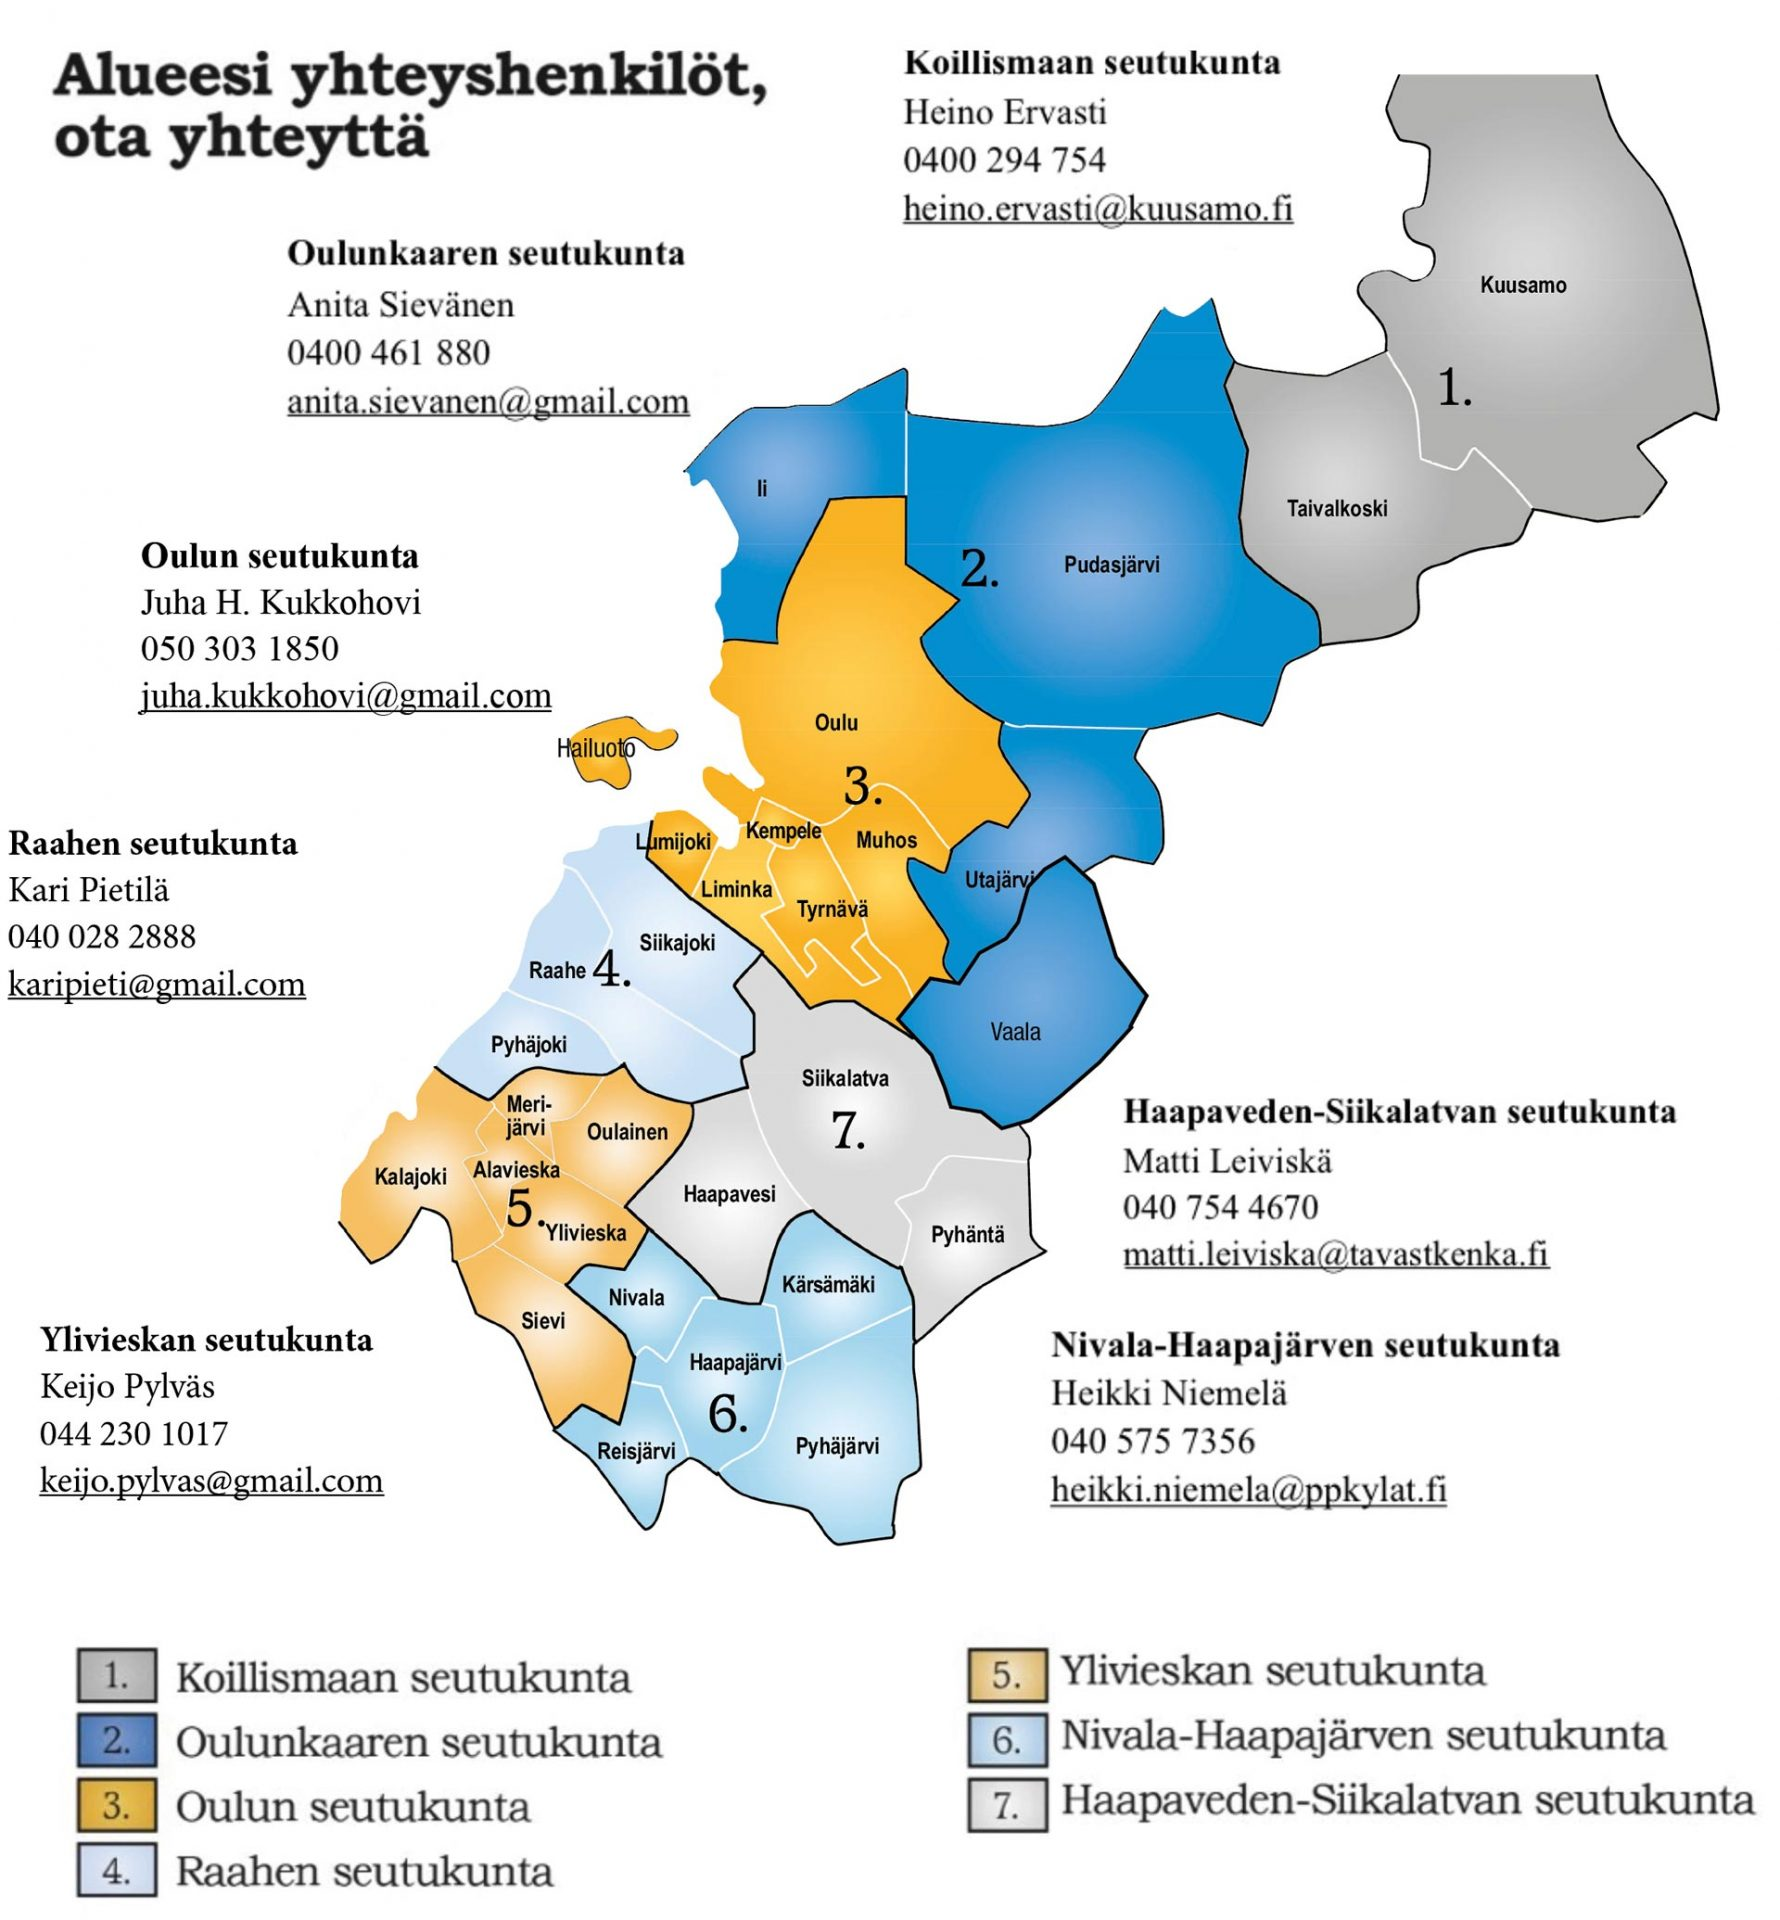 Alueesi yhteyshenkilöt,
ota yhteyttä
Koillismaan seutukunta
Heino Ervasti
0400 294 754
heino.ervasti@kuusamo.fi
Oulunkaaren seutukunta
Anita Sievänen
0400 461 880
anita.sievanen@gmail.com
Oulun seutukunta
Juha H. Kukkohovi
050 303 1850
juha.kukkohovi@gmail.com
Raahen seutukunta
Kari Pietilä
040 028 2888
karipieti@gmail.com
Ylivieskan seutukunta
Keijo Pylväs
044 230 1017
keijo.pylvas@gmail.com
Haapaveden-Siikalatvan seutukunta
Matti Leiviskä
040 754 4670
matti.leiviska@tavastkenka.fi
Nivala-Haapajärven seutukunta
Heikki Niemelä
040 575 7356
heikki.niemela@ppkylat.fi
Kuusamo
1.
Taivalkoski
Ii
2.
Pudasjärvi
Oulu
Hailuoto
3.
Kempele
Lumijoki
Muhos
Liminka
Utajärvi
Tyrnävä
Siikajoki
Raahe
4.
Vaala
Pyhäjoki
Siikalatva
Meri-
järvi
Oulainen
7.
Kalajoki
Alavieska
Haapavesi
5.
Ylivieska
Pyhäntä
Kärsämäki
Nivala
Sievi
Haapajärvi
6.
Reisjärvi
Pyhäjärvi
1. Koillismaan seutukunta
2. Oulunkaaren seutukunta
3. Oulun seutukunta
4. Raahen seutukunta
5. Ylivieskan seutukunta
6. Nivala-Haapajärven seutukunta
7. Haapaveden-Siikalatvan seutukunta